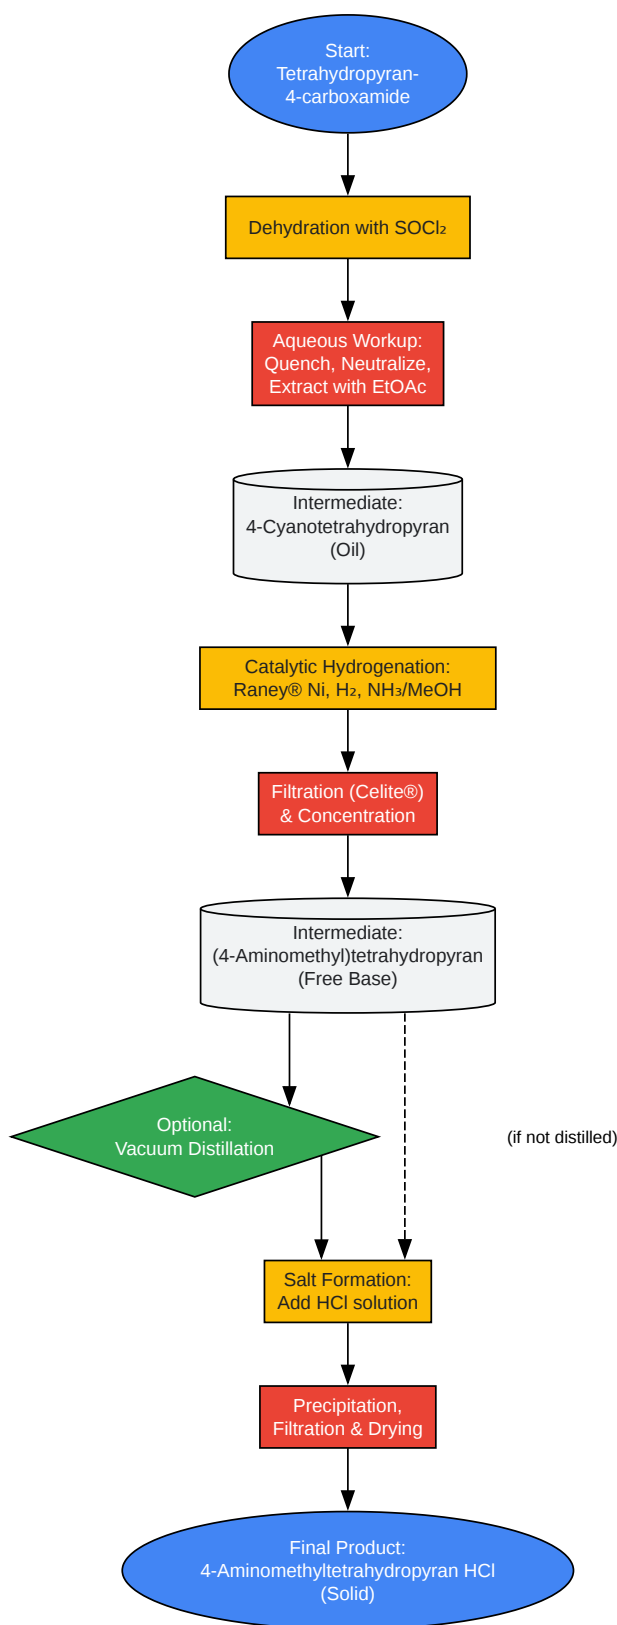 Start:
Tetrahydropyran-
4-carboxamide
Dehydration with SOCl₂
Aqueous Workup:
Quench, Neutralize,
Extract with EtOAc
Intermediate:
4-Cyanotetrahydropyran
(Oil)
Catalytic Hydrogenation:
Raney® Ni, H₂, NH₃/MeOH
Filtration (Celite®)
& Concentration
Intermediate:
(4-Aminomethyl)tetrahydropyran
(Free Base)
Optional:
Vacuum Distillation
(if not distilled)
Salt Formation:
Add HCl solution
Precipitation,
Filtration & Drying
Final Product:
4-Aminomethyltetrahydropyran HCl
(Solid)